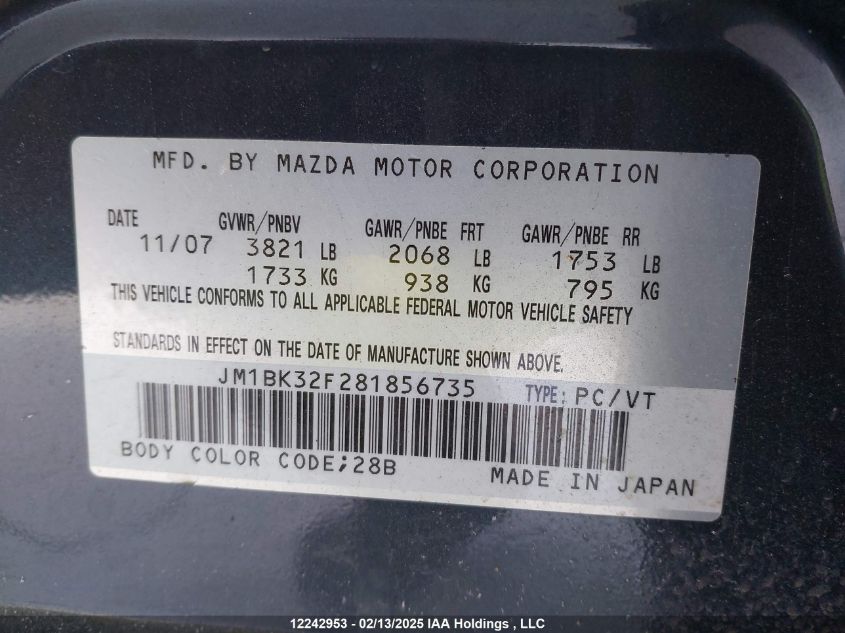 MFD. BY MAZDA MOTOR CORPORATION
DATE GVWR/PNBV GAWR/PNBE FRT GAWR/PNBE RR
11/07 3821 LB 2068 LB 1753 LB
1733 KG 938 KG 795 KG
THIS VEHICLE CONFORMS TO ALL APPLICABLE FEDERAL MOTOR VEHICLE SAFETY
STANDARDS IN EFFECT ON THE DATE OF MANUFACTURE SHOWN ABOVE.
JM1BK32F281856735 TYPE: PC/VT
BODY COLOR CODE;28B MADE IN JAPAN
12242953 - 02/13/2025 IAA Holdings , LLC